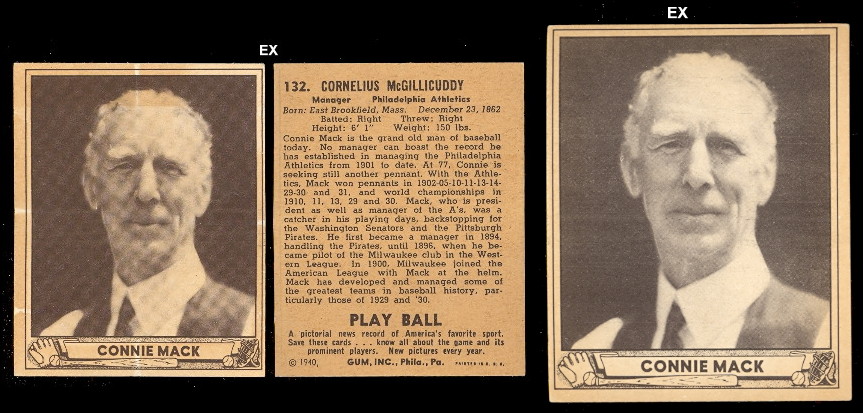 EX
EX
CONNIE MACK
132. CORNELIUS McGILLICUDDY
Manager Philadelphia Athletics
Born: East Brookfield, Mass. December 23, 1862
Batted: Right Threw: Right
Height: 6' 1" Weight: 150 lbs.
Connie Mack is the grand old man of baseball
today. No manager can boast the record he
has established in managing the Philadelphia
Athletics from 1901 to date. At 77, Connie is
seeking still another pennant. With the Athle-
tics, Mack won pennants in 1902-05-10-11-13-14-
29-30 and 31, and world championships in
1910, 11, 13, 29 and 30. Mack, who is presi-
dent as well as manager of the A's, was a
catcher in his playing days, backstopping for
the Washington Senators and the Pittsburgh
Pirates. He first became a manager in 1894,
handling the Pirates, until 1896, when he be-
came pilot of the Milwaukee club in the West-
ern League. In 1900, Milwaukee joined the
American League with Mack at the helm.
Mack has developed and managed some of
the greatest teams in baseball history, par-
ticularly those of 1929 and '30.
PLAY BALL
A pictorial news record of America's favorite sport.
Save these cards . . . know all about the game and its
prominent players. New pictures every year.
© 1940, GUM, INC., Phila., Pa. PRINTED IN U. S. A.
CONNIE MACK